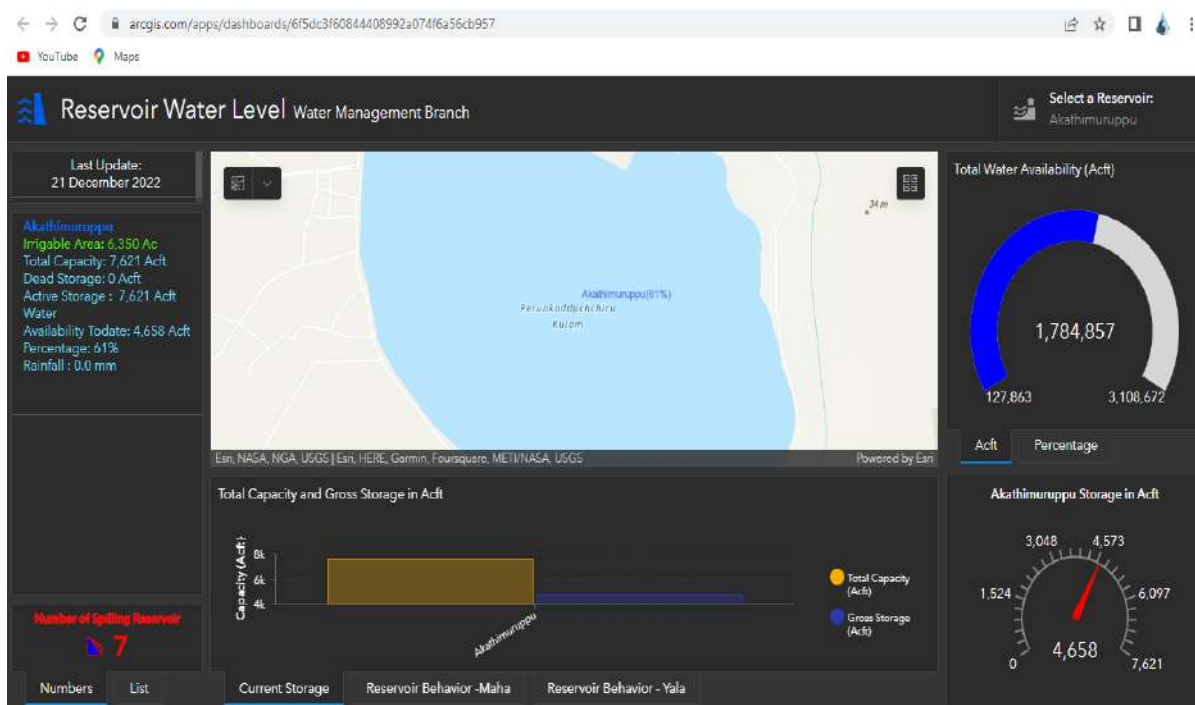 arcgis.com/apps/dashboards/6f5dc3f60844408992a074f6a56cb957
YouTube Maps
Reservoir Water Level Water Management Branch
Select a Reservoir:
Akathimuruppu
Last Update:
21 December 2022
Akathimuruppu
Irrigable Area: 6,350 Ac
Total Capacity: 7,621 Acft
Dead Storage: 0 Acft
Active Storage : 7,621 Acft
Water
Availability Todate: 4,658 Acft
Percentage: 61%
Rainfall : 0.0 mm
Number of Spilling Reservoir
7
Numbers List
34 m
Akathimuruppu(61%)
Kulam
Esri, NASA, NGA, USGS | Esri, HERE, Garmin, Foursquare, METI/NASA, USGS
Powered by Esri
Total Capacity and Gross Storage in Acft
Capacity (Acft)
8k
6k
4k
Akathimuruppu
Total Capacity
(Acft)
Gross Storage
(Acft)
Current Storage Reservoir Behavior -Maha Reservoir Behavior - Yala
Total Water Availability (Acft)
1,784,857
127,863 3,108,672
Acft Percentage
Akathimuruppu Storage in Acft
3,048 4,573
1,524 6,097
4,658
0 7,621